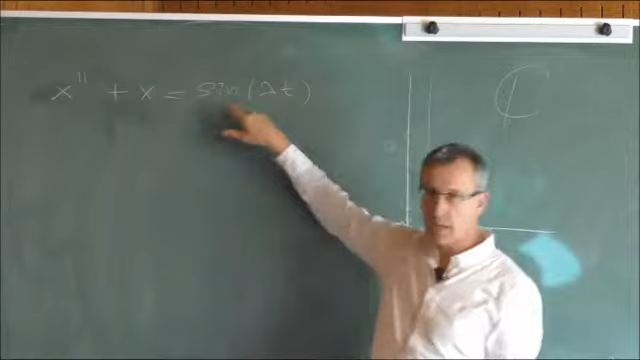 x'' + x = sin(2t)
ℂ